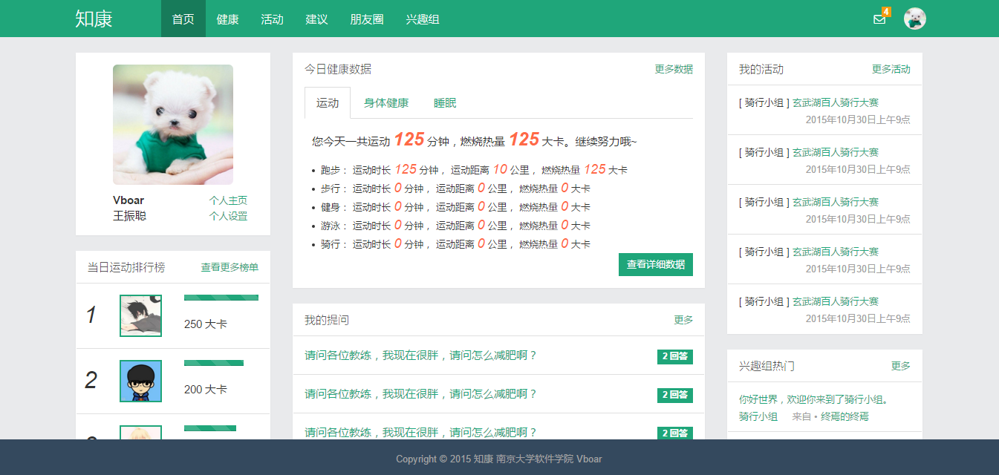 知康 首页 健康 活动 建议 朋友圈 兴趣组 4
Vboar 个人主页
王振聪 个人设置
当日运动排行榜 查看更多榜单
1
250 大卡
2
200 大卡
今日健康数据 更多数据
运动 身体健康 睡眠
您今天一共运动 125 分钟，燃烧热量 125 大卡。继续努力哦~
• 跑步： 运动时长 125 分钟， 运动距离 10 公里， 燃烧热量 125 大卡
• 步行： 运动时长 0 分钟， 运动距离 0 公里， 燃烧热量 0 大卡
• 健身： 运动时长 0 分钟， 运动距离 0 公里， 燃烧热量 0 大卡
• 游泳： 运动时长 0 分钟， 运动距离 0 公里， 燃烧热量 0 大卡
• 骑行： 运动时长 0 分钟， 运动距离 0 公里， 燃烧热量 0 大卡
查看详细数据
我的提问 更多
请问各位教练，我现在很胖，请问怎么减肥啊？ 2 回答
请问各位教练，我现在很胖，请问怎么减肥啊？ 2 回答
请问各位教练，我现在很胖，请问怎么减肥啊？ 2 回答
我的活动 更多活动
[ 骑行小组 ] 玄武湖百人骑行大赛
2015年10月30日上午9点
[ 骑行小组 ] 玄武湖百人骑行大赛
2015年10月30日上午9点
[ 骑行小组 ] 玄武湖百人骑行大赛
2015年10月30日上午9点
[ 骑行小组 ] 玄武湖百人骑行大赛
2015年10月30日上午9点
[ 骑行小组 ] 玄武湖百人骑行大赛
2015年10月30日上午9点
兴趣组热门 更多
你好世界，欢迎你来到了骑行小组。
骑行小组 来自 • 终焉的终焉
Copyright © 2015 知康 南京大学软件学院 Vboar